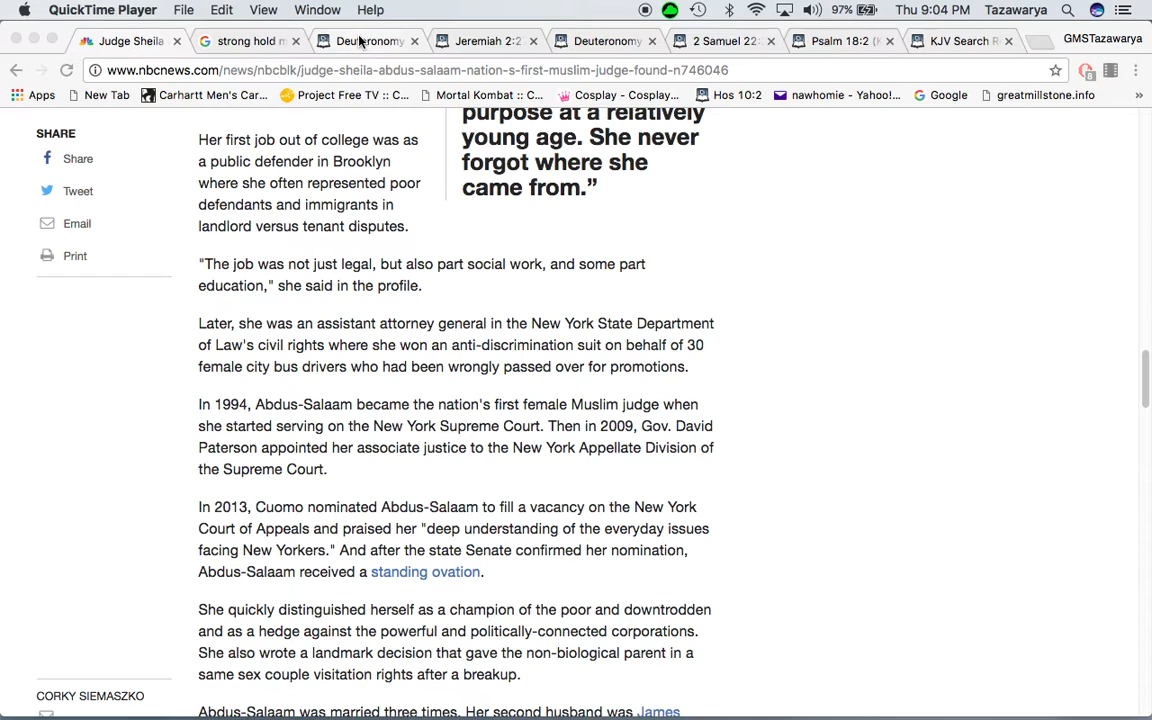 QuickTime Player File Edit View Window Help 97% Thu 9:04 PM Tazawarya
Judge Sheila strong hold m Deuteronomy Jeremiah 2:2 Deuteronomy 2 Samuel 22: Psalm 18:2 ( KJV Search R GMSTazawarya
www.nbcnews.com/news/nbcblk/judge-sheila-abdus-salaam-nation-s-first-muslim-judge-found-n746046
Apps New Tab Carhartt Men's Car... Project Free TV :: C... Mortal Kombat :: C... Cosplay - Cosplay... Hos 10:2 nawhomie - Yahoo!... Google greatmillstone.info »
SHARE
Share
Tweet
Email
Print
CORKY SIEMASZKO
purpose at a relatively
young age. She never
forgot where she
came from.”
Her first job out of college was as
a public defender in Brooklyn
where she often represented poor
defendants and immigrants in
landlord versus tenant disputes.
"The job was not just legal, but also part social work, and some part
education," she said in the profile.
Later, she was an assistant attorney general in the New York State Department
of Law's civil rights where she won an anti-discrimination suit on behalf of 30
female city bus drivers who had been wrongly passed over for promotions.
In 1994, Abdus-Salaam became the nation's first female Muslim judge when
she started serving on the New York Supreme Court. Then in 2009, Gov. David
Paterson appointed her associate justice to the New York Appellate Division of
the Supreme Court.
In 2013, Cuomo nominated Abdus-Salaam to fill a vacancy on the New York
Court of Appeals and praised her "deep understanding of the everyday issues
facing New Yorkers." And after the state Senate confirmed her nomination,
Abdus-Salaam received a standing ovation.
She quickly distinguished herself as a champion of the poor and downtrodden
and as a hedge against the powerful and politically-connected corporations.
She also wrote a landmark decision that gave the non-biological parent in a
same sex couple visitation rights after a breakup.
Abdus-Salaam was married three times. Her second husband was James